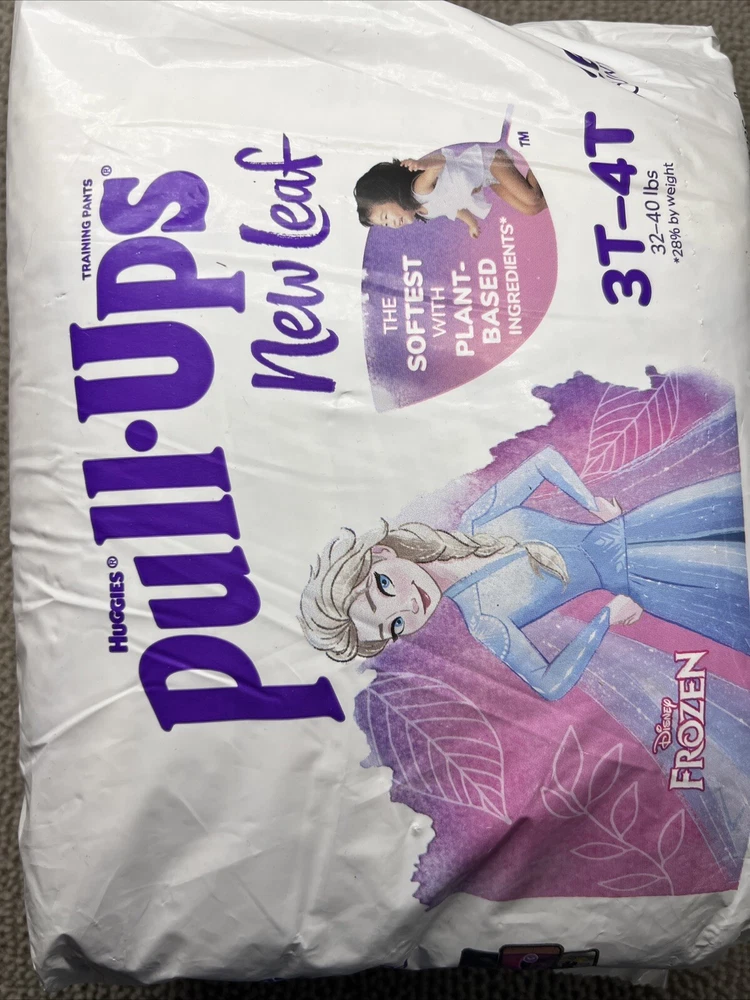 HUGGIES®
TRAINING PANTS
Pull·Ups®
New Leaf
THE
SOFTEST
WITH
PLANT-
BASED
INGREDIENTS*
TM
3T–4T
32–40 lbs
*28% by weight
Disney
FROZEN